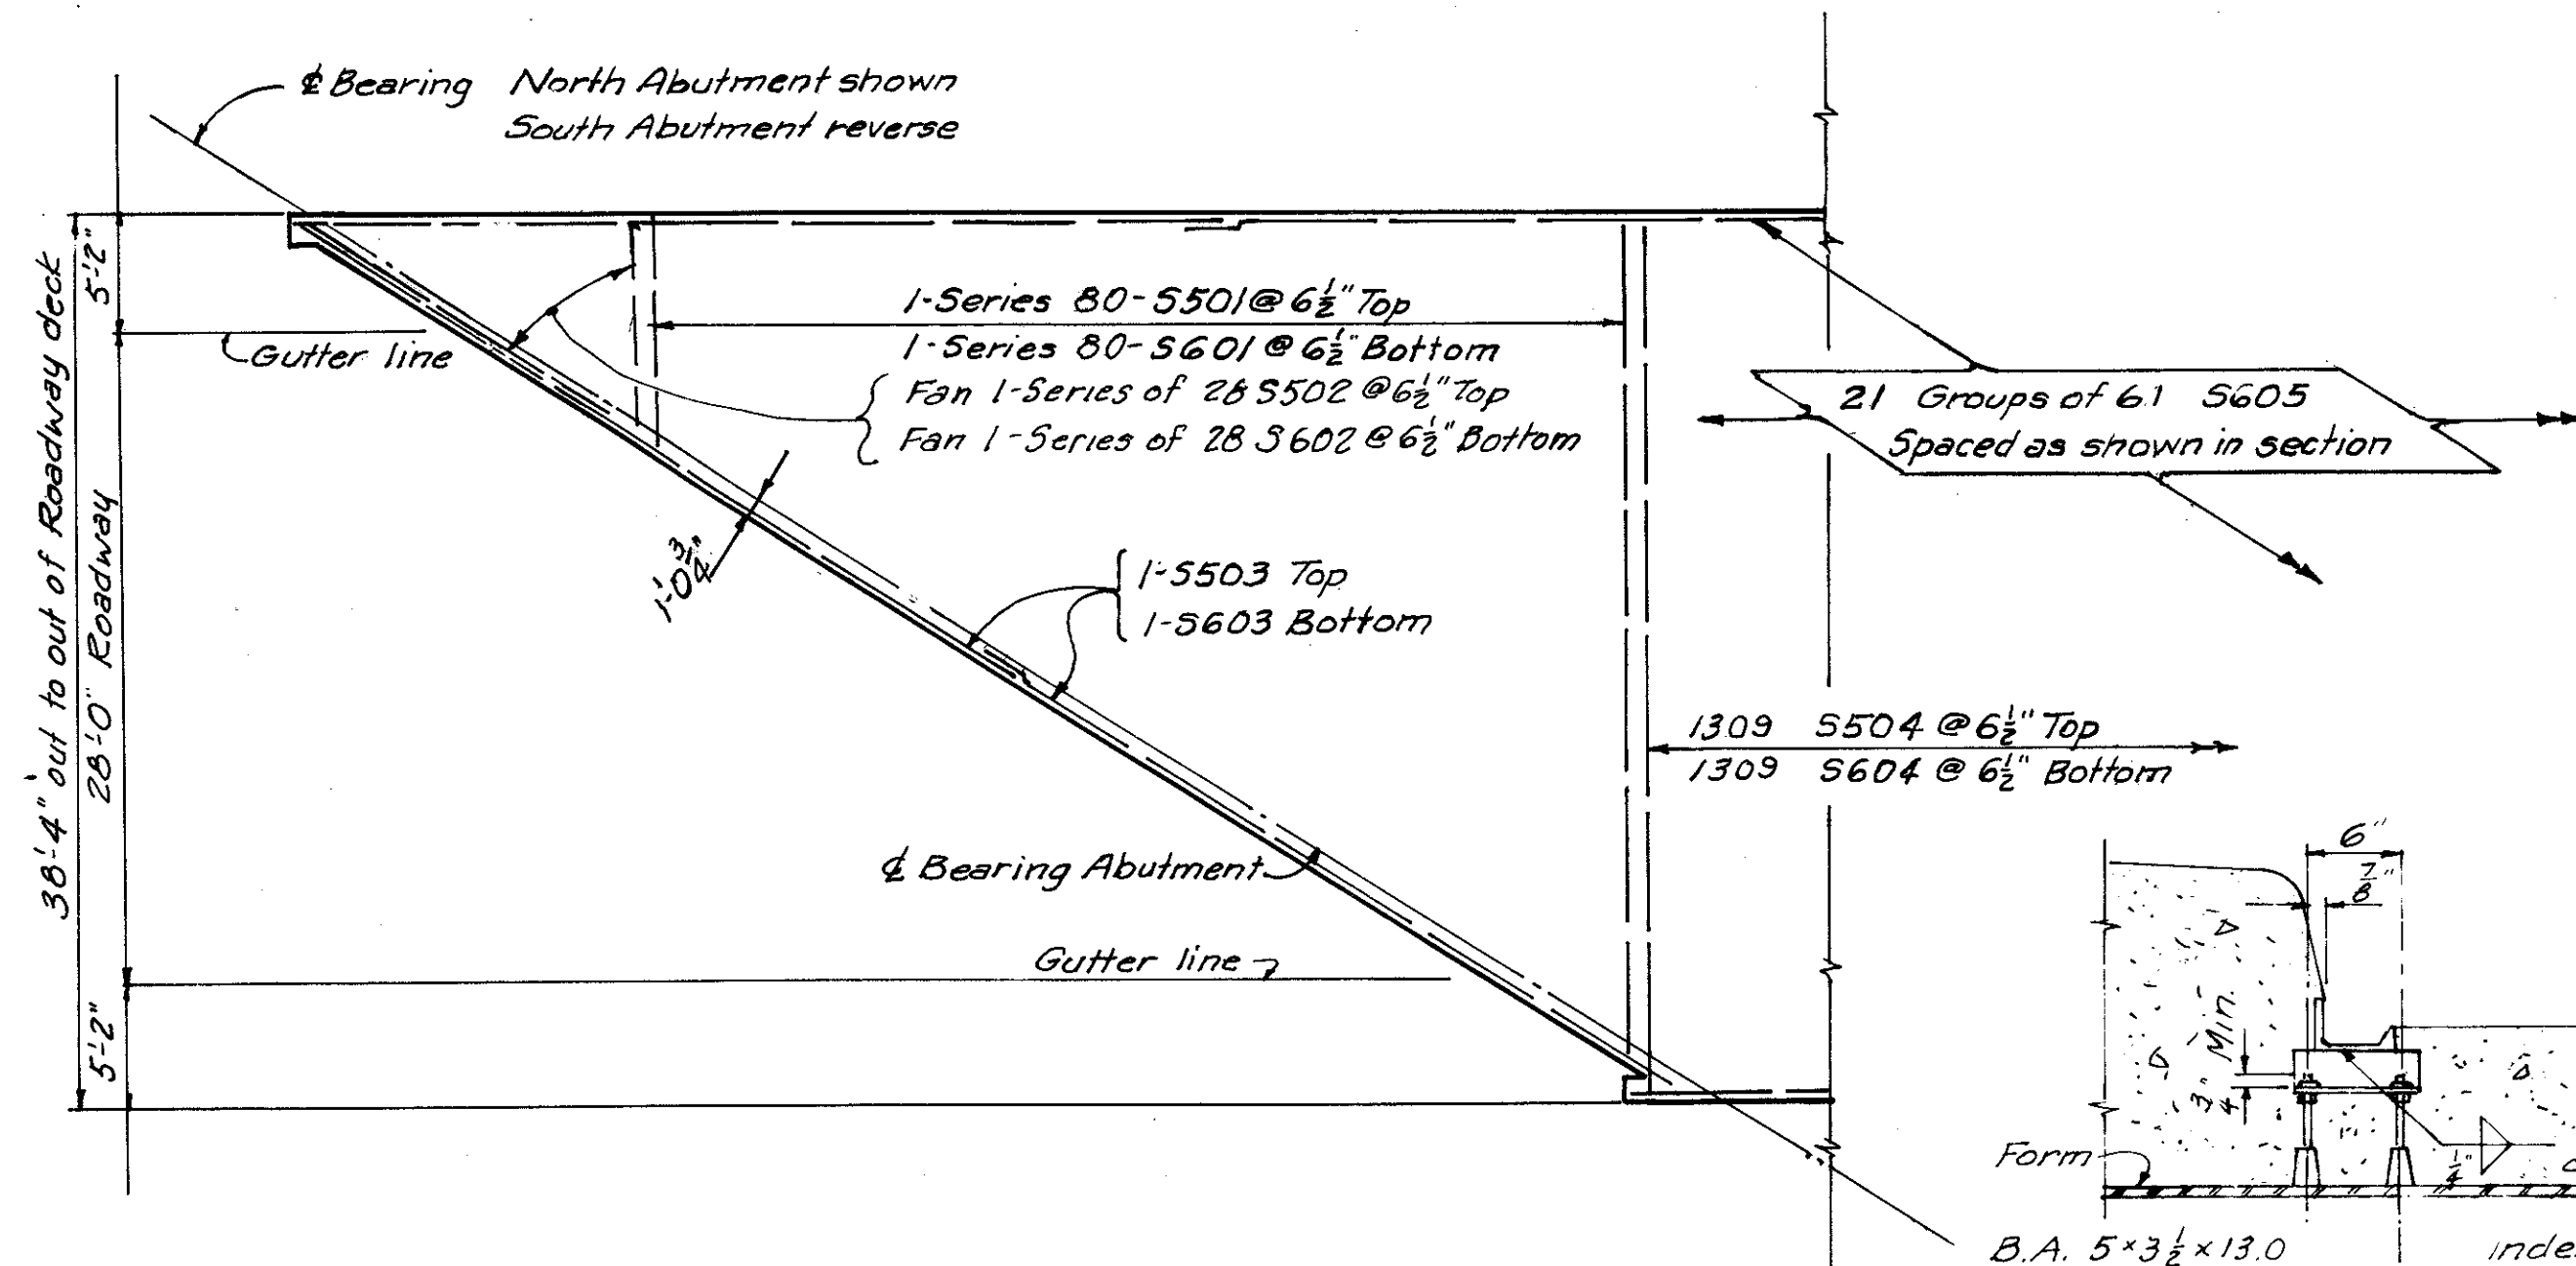 ℄ Bearing
North Abutment shown
South Abutment reverse
38'-4" out to out of Roadway deck
5'-2"
28'-0" Roadway
5'-2"
Gutter line
1-Series 80-S501 @ 6½" Top
1-Series 80-S601 @ 6½" Bottom
Fan 1-Series of 28 S502 @ 6½" Top
Fan 1-Series of 28 S602 @ 6½" Bottom
21 Groups of 61 S605
Spaced as shown in section
1'-0¾"
1-S503 Top
1-S603 Bottom
1309 S504 @ 6½" Top
1309 S604 @ 6½" Bottom
℄ Bearing Abutment
Gutter line
6"
⅞"
¾" Min.
¼"
Form
B.A. 5×3½×13.0